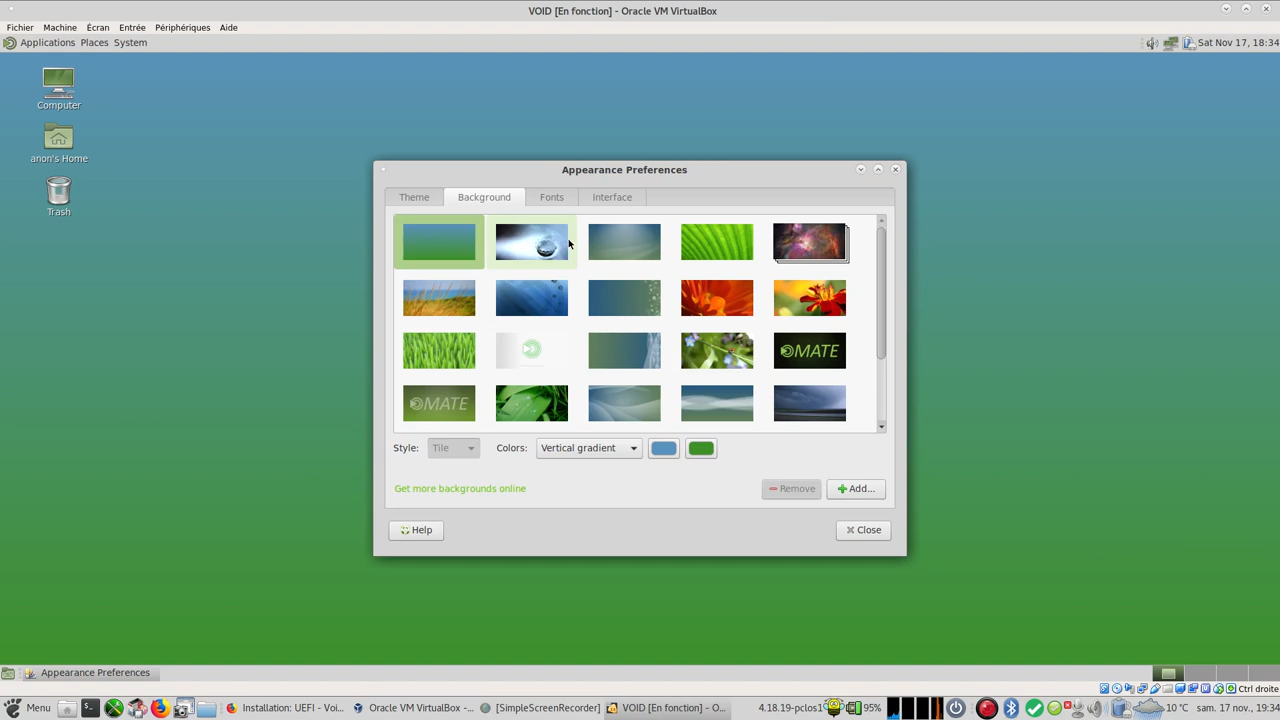 VOID [En fonction] - Oracle VM VirtualBox
Fichier Machine Écran Entrée Périphériques Aide
Applications Places System Sat Nov 17, 18:34
Computer
anon's Home
Trash
Appearance Preferences
Theme Background Fonts Interface
MATE
MATE
Style: Tile Colors: Vertical gradient
Get more backgrounds online Remove Add...
Help Close
Appearance Preferences
Ctrl droite
Menu Installation: UEFI - Voi... Oracle VM VirtualBox -... [SimpleScreenRecorder] VOID [En fonction] - O... 4.18.19-pclos1 95% 10 °C sam. 17 nov., 19:34